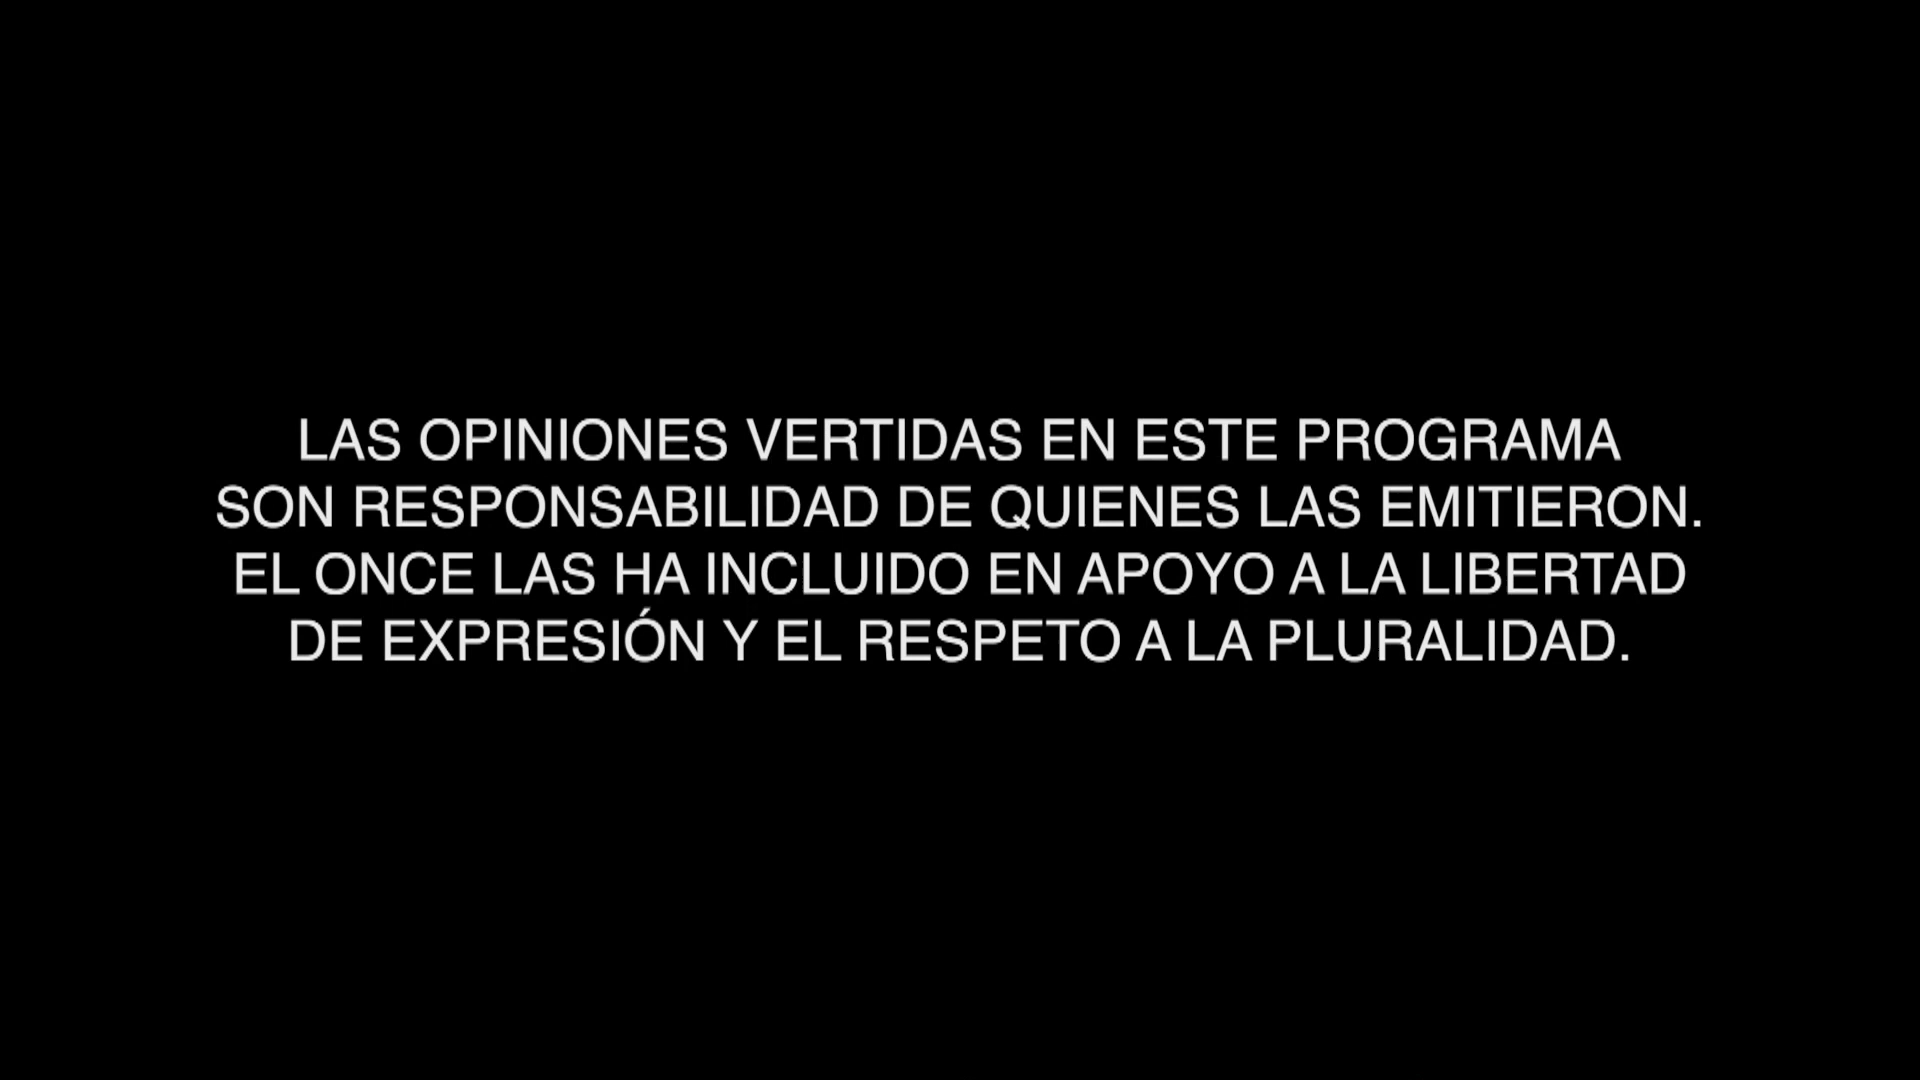 LAS OPINIONES VERTIDAS EN ESTE PROGRAMA
SON RESPONSABILIDAD DE QUIENES LAS EMITIERON.
EL ONCE LAS HA INCLUIDO EN APOYO A LA LIBERTAD
DE EXPRESIÓN Y EL RESPETO A LA PLURALIDAD.